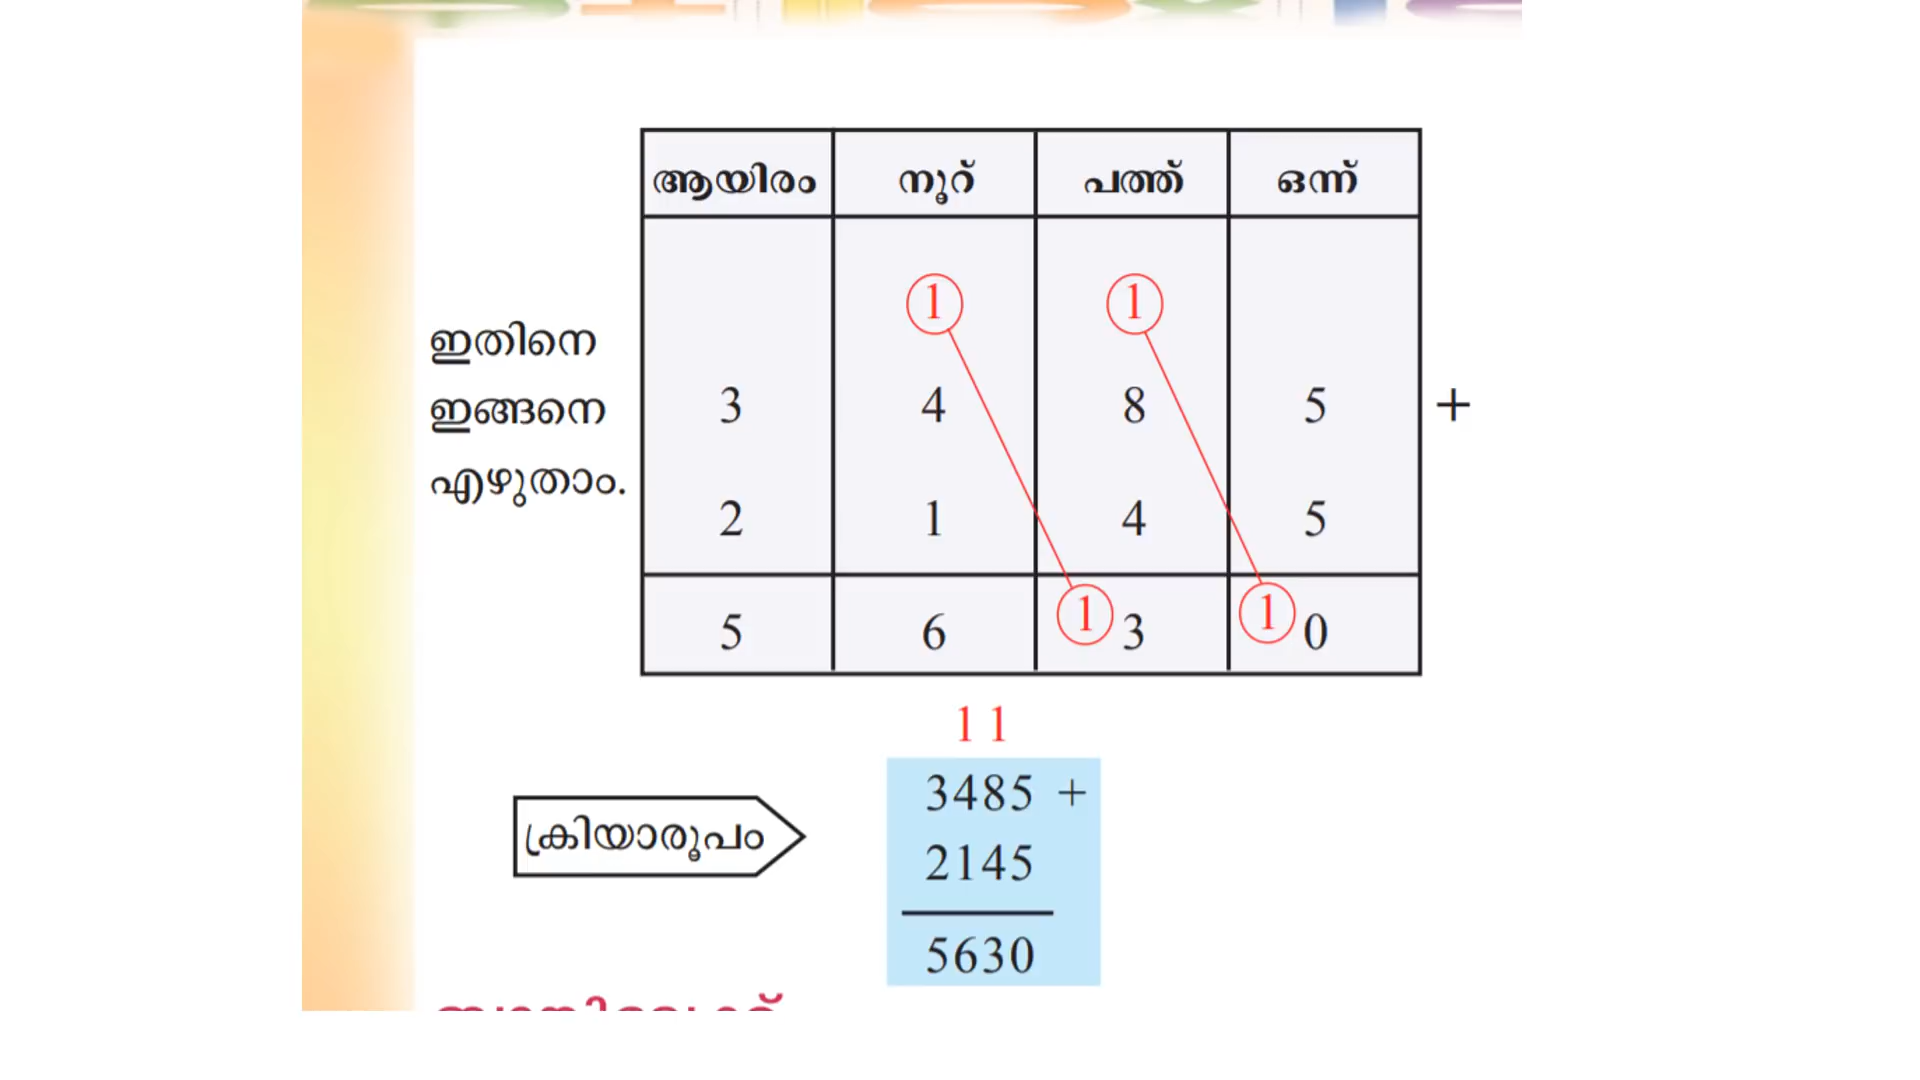 ആയിരം നൂറ് പത്ത് ഒന്ന്
1 1
ഇതിനെ
ഇങ്ങനെ
എഴുതാം.
3 4 8 5 +
2 1 4 5
5 6 1 3 1 0
1 1
ക്രിയാരൂപം
3485 +
2145
5630